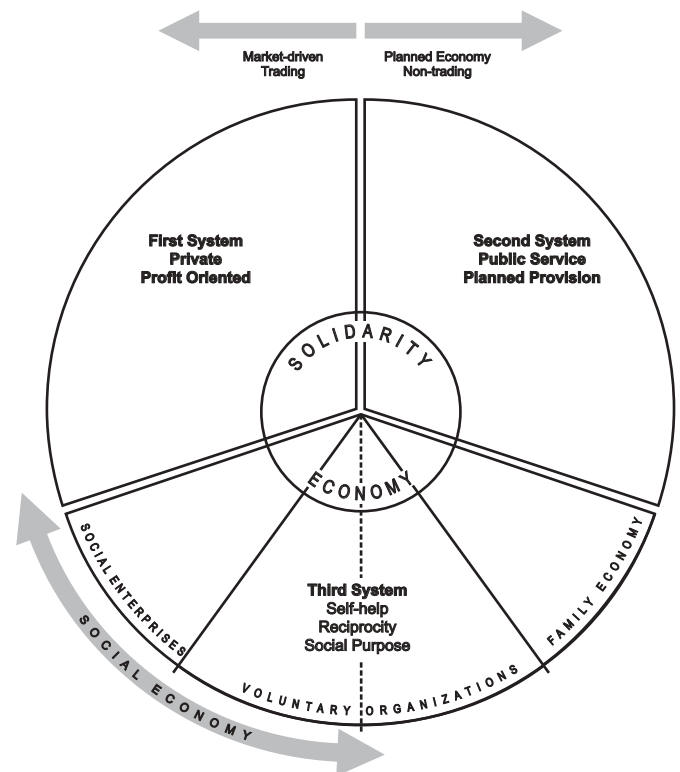 Market-driven
Trading
Planned Economy
Non-trading
First System
Private
Profit Oriented
Second System
Public Service
Planned Provision
SOLIDARITY
ECONOMY
Third System
Self-help
Reciprocity
Social Purpose
SOCIAL ENTERPRISES
VOLUNTARY ORGANIZATIONS
FAMILY ECONOMY
SOCIAL ECONOMY